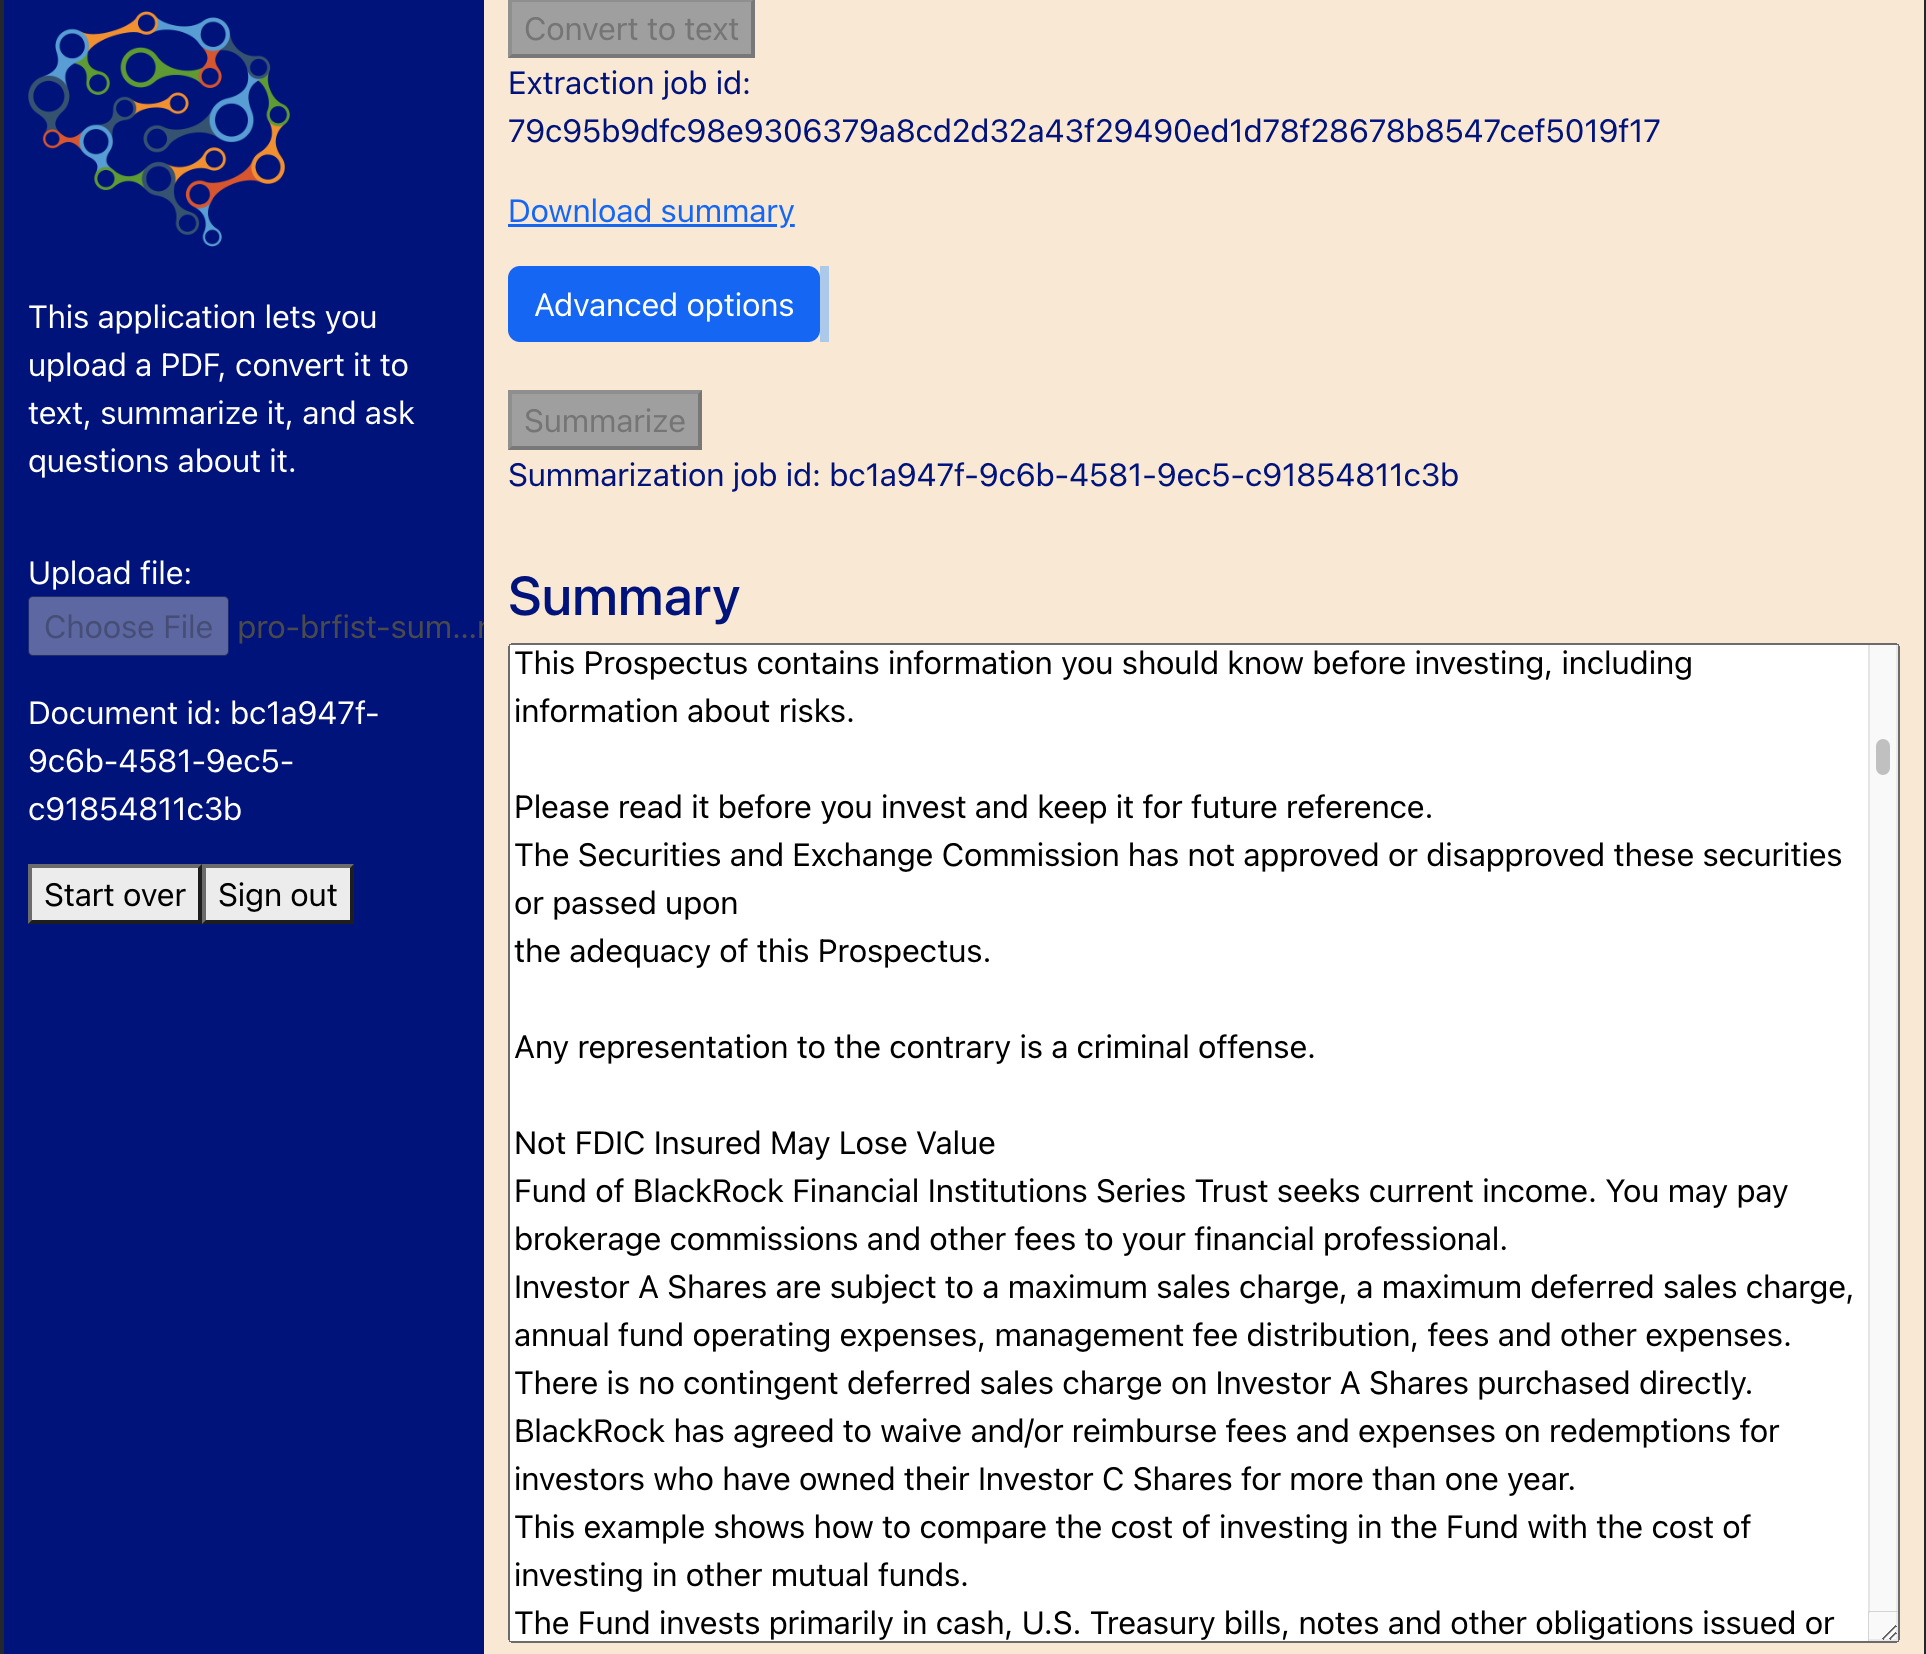 This application lets you
upload a PDF, convert it to
text, summarize it, and ask
questions about it.
Upload file:
Choose File pro-brfist-sum...
Document id: bc1a947f-
9c6b-4581-9ec5-
c91854811c3b
Start over Sign out
Convert to text
Extraction job id:
79c95b9dfc98e9306379a8cd2d32a43f29490ed1d78f28678b8547cef5019f17
Download summary
Advanced options
Summarize
Summarization job id: bc1a947f-9c6b-4581-9ec5-c91854811c3b
Summary
This Prospectus contains information you should know before investing, including
information about risks.
Please read it before you invest and keep it for future reference.
The Securities and Exchange Commission has not approved or disapproved these securities
or passed upon
the adequacy of this Prospectus.
Any representation to the contrary is a criminal offense.
Not FDIC Insured May Lose Value
Fund of BlackRock Financial Institutions Series Trust seeks current income. You may pay
brokerage commissions and other fees to your financial professional.
Investor A Shares are subject to a maximum sales charge, a maximum deferred sales charge,
annual fund operating expenses, management fee distribution, fees and other expenses.
There is no contingent deferred sales charge on Investor A Shares purchased directly.
BlackRock has agreed to waive and/or reimburse fees and expenses on redemptions for
investors who have owned their Investor C Shares for more than one year.
This example shows how to compare the cost of investing in the Fund with the cost of
investing in other mutual funds.
The Fund invests primarily in cash, U.S. Treasury bills, notes and other obligations issued or